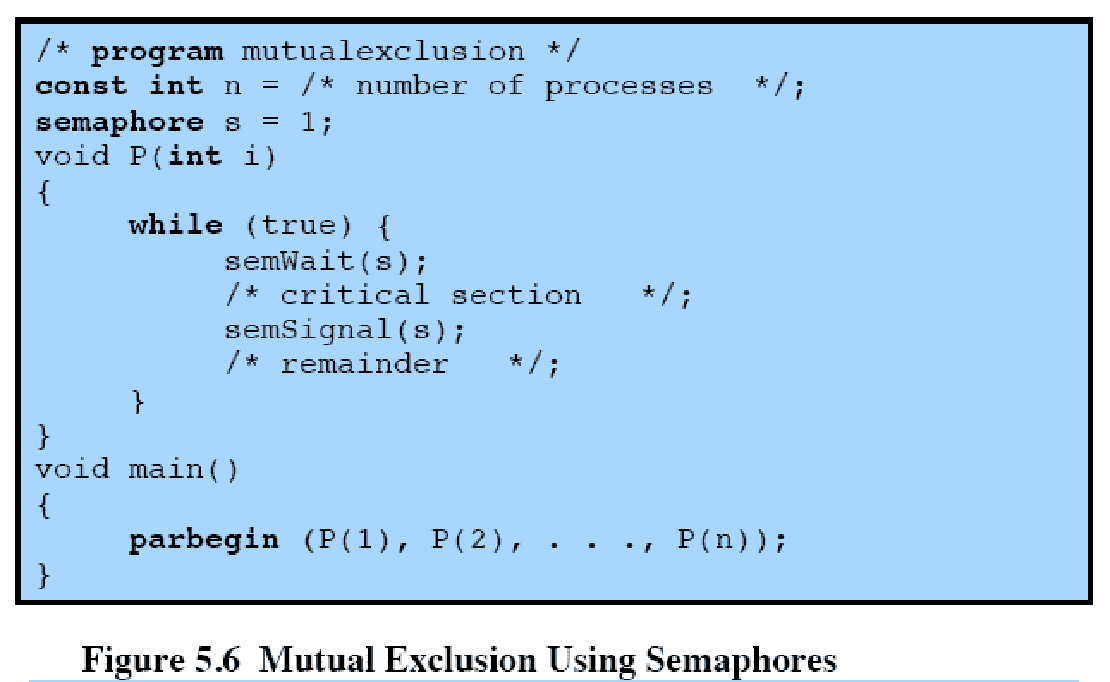 /* program mutualexclusion */
const int n = /* number of processes */;
semaphore s = 1;
void P(int i)
{
while (true) {
semWait(s);
/* critical section */;
semSignal(s);
/* remainder */;
}
}
void main()
{
parbegin (P(1), P(2), . . ., P(n));
}
Figure 5.6 Mutual Exclusion Using Semaphores